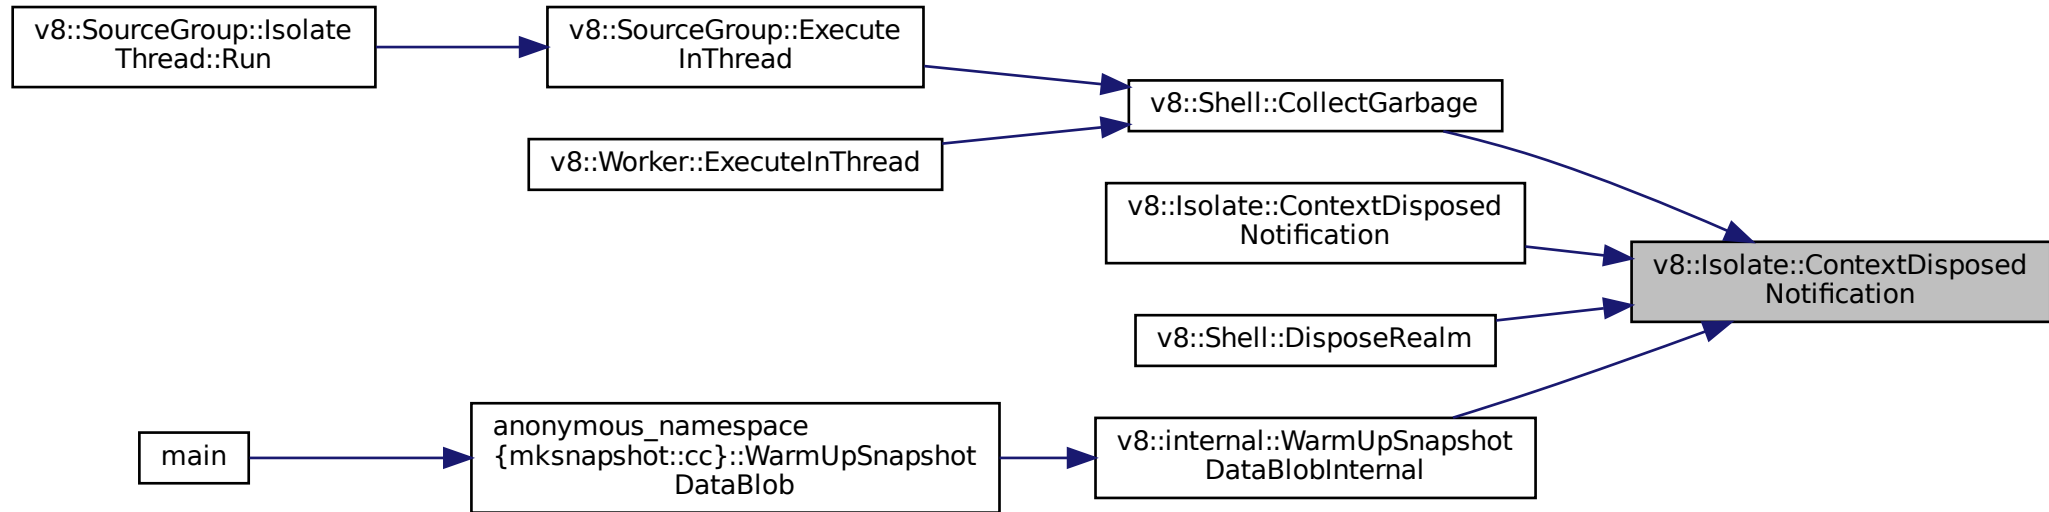 v8::SourceGroup::Isolate
Thread::Run
v8::SourceGroup::Execute
InThread
v8::Shell::CollectGarbage
v8::Worker::ExecuteInThread
v8::Isolate::ContextDisposed
Notification
v8::Isolate::ContextDisposed
Notification
v8::Shell::DisposeRealm
main
anonymous_namespace
{mksnapshot::cc}::WarmUpSnapshot
DataBlob
v8::internal::WarmUpSnapshot
DataBlobInternal